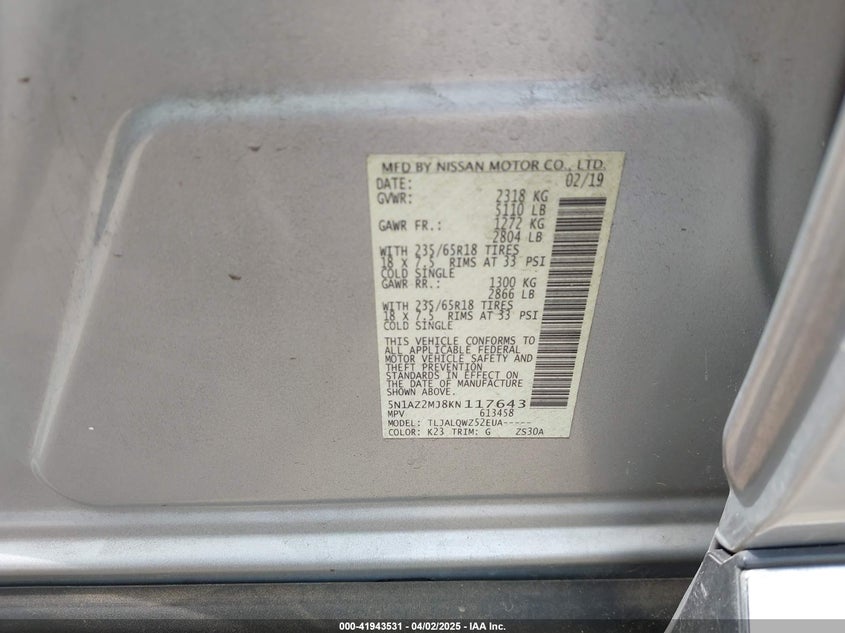 MFD BY NISSAN MOTOR CO., LTD.
DATE: 02/19
GVWR: 2318 KG
5110 LB
GAWR FR.: 1272 KG
2804 LB
WITH 235/65R18 TIRES
18 X 7.5 RIMS AT 33 PSI
COLD SINGLE
GAWR RR.: 1300 KG
2866 LB
WITH 235/65R18 TIRES
18 X 7.5 RIMS AT 33 PSI
COLD SINGLE
THIS VEHICLE CONFORMS TO
ALL APPLICABLE FEDERAL
MOTOR VEHICLE SAFETY AND
THEFT PREVENTION
STANDARDS IN EFFECT ON
THE DATE OF MANUFACTURE
SHOWN ABOVE.
5N1AZ2MJ8KN117643
MPV 613458
MODEL: TLJALQWZ52EUA-----
COLOR: K23 TRIM: G ZS30A
000-41943531 - 04/02/2025 - IAA Inc.